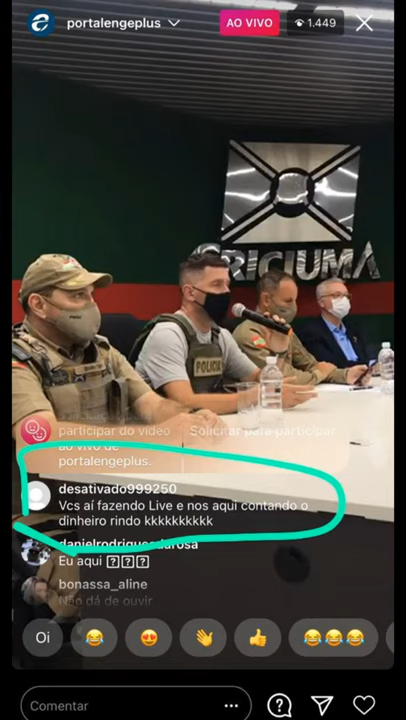 portalengeplus
AO VIVO
1.449
CRICIUMA
POLICIA
participar do vídeo
Solicitar para participar
ao vivo de
portalengeplus.
desativado999250
Vcs aí fazendo Live e nos aqui contando o
dinheiro rindo kkkkkkkkkk
danielrodriguesdarosa
Eu aqui
bonassa_aline
Não dá de ouvir
Oi
Comentar